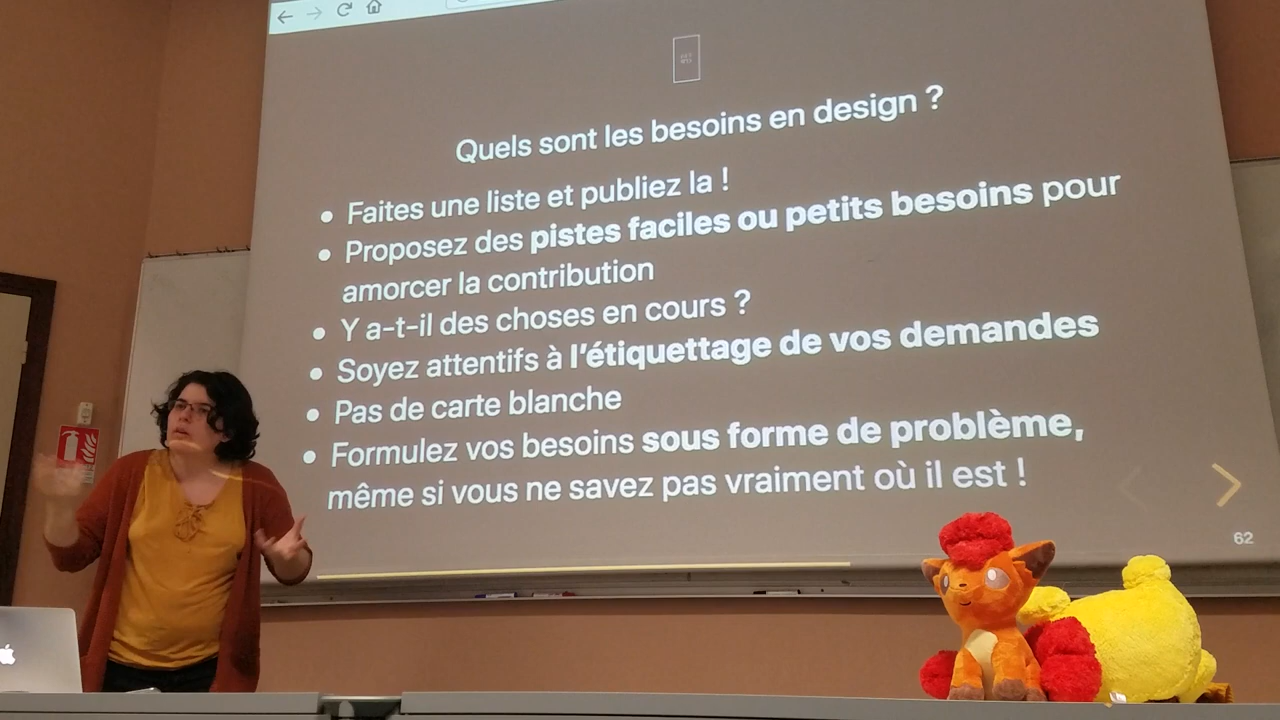 Quels sont les besoins en design ?
• Faites une liste et publiez la !
• Proposez des pistes faciles ou petits besoins pour
amorcer la contribution
• Y a-t-il des choses en cours ?
• Soyez attentifs à l'étiquettage de vos demandes
• Pas de carte blanche
• Formulez vos besoins sous forme de problème,
même si vous ne savez pas vraiment où il est !
62